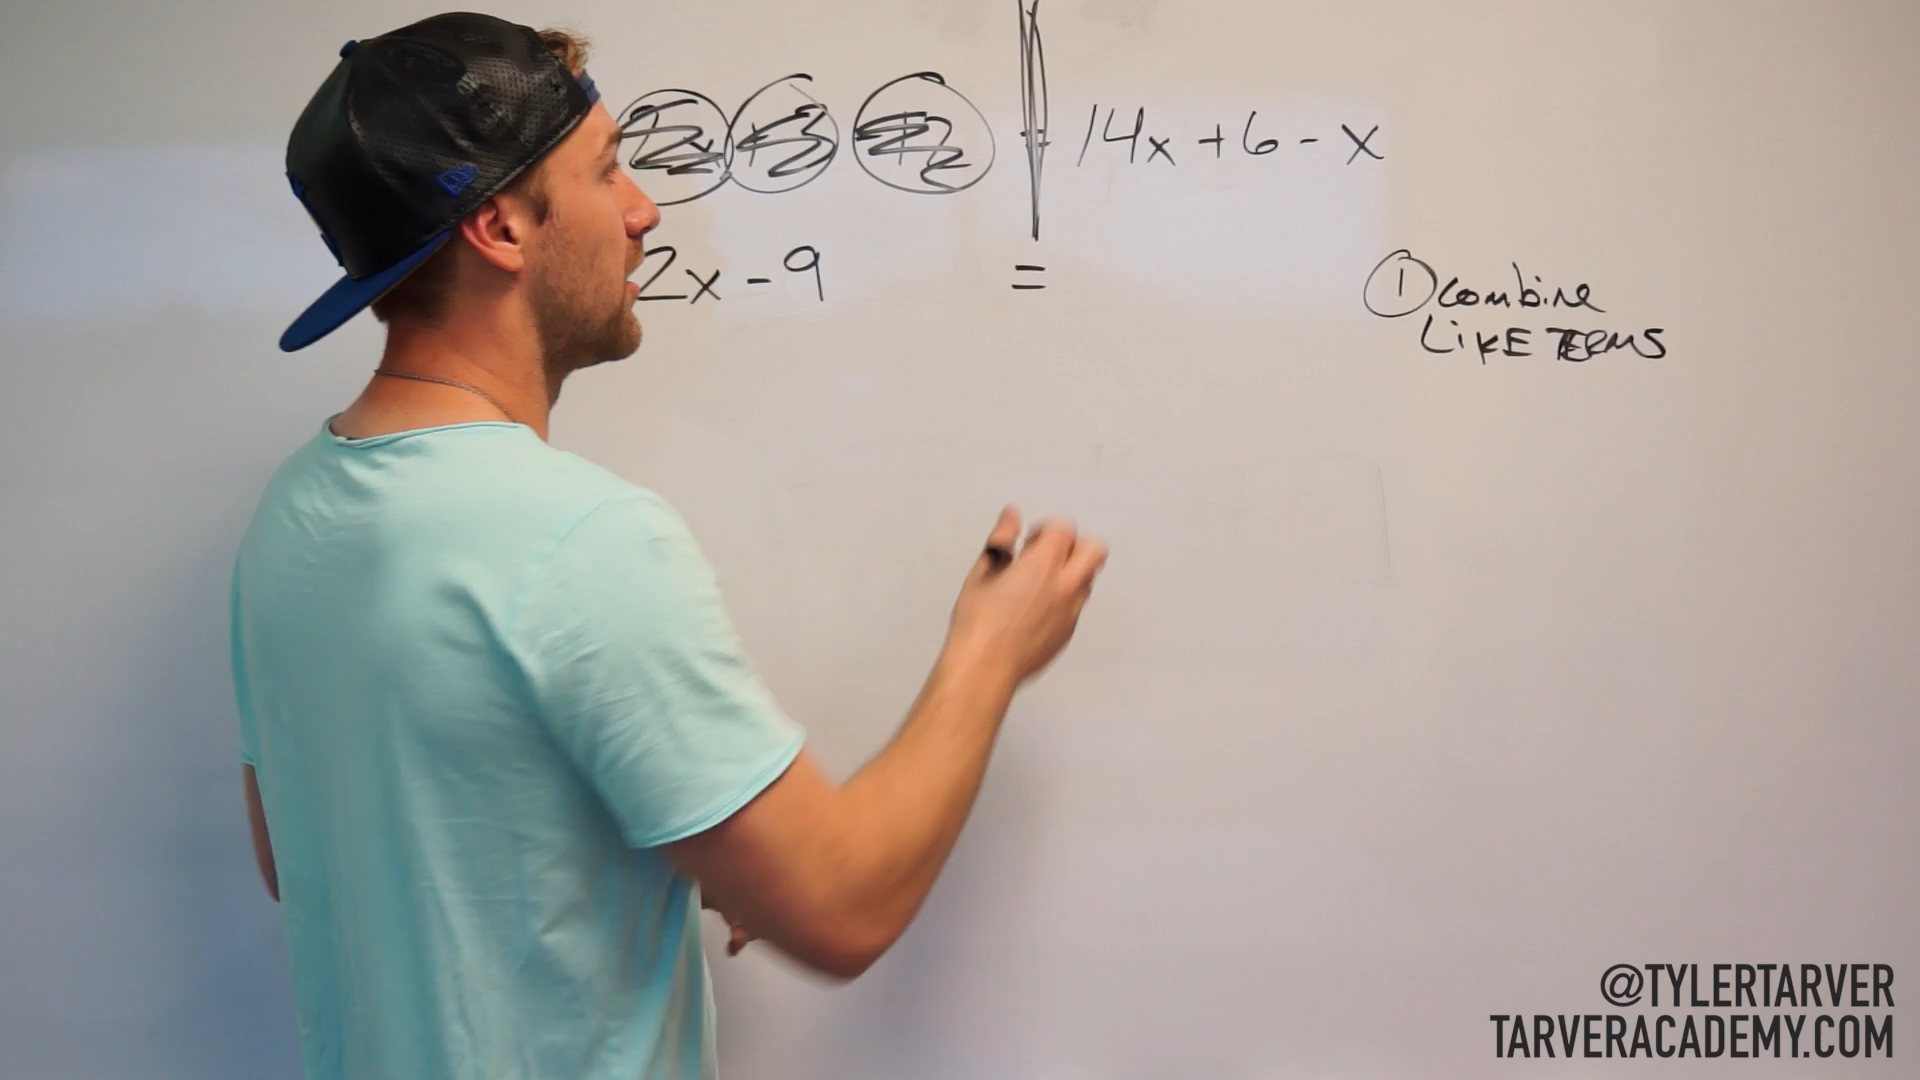 14x + 6 - x
2x - 9 =
① combine
LiKE TERMS
@TYLERTARVER
TARVERACADEMY.COM